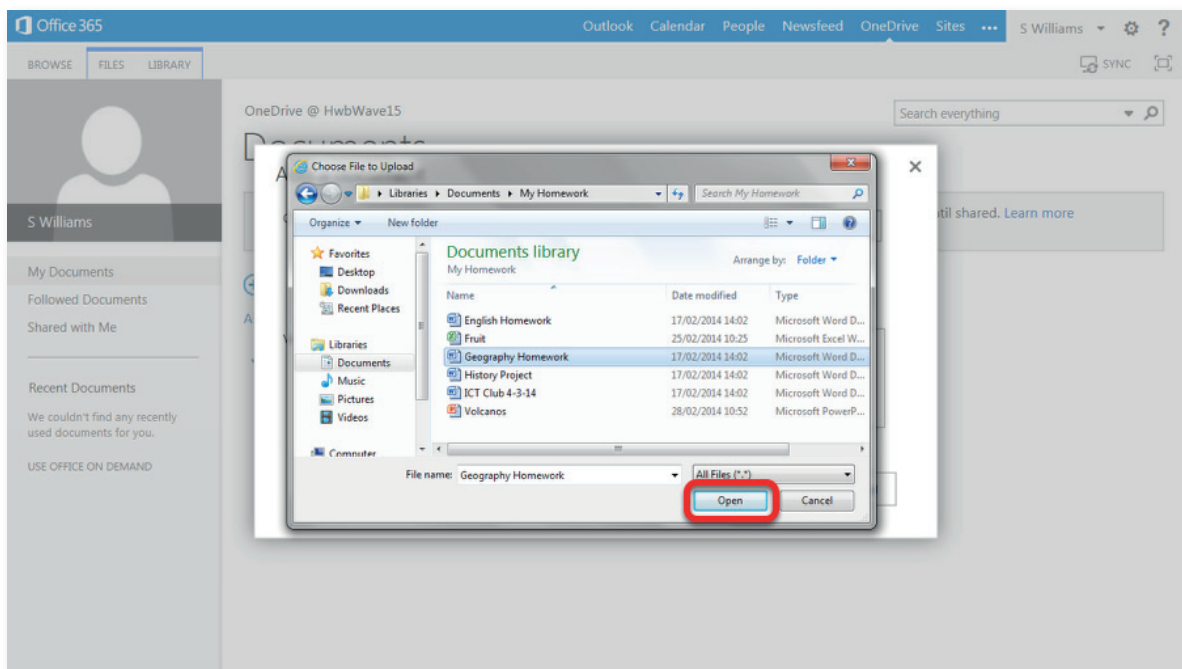 Office 365
Outlook Calendar People Newsfeed OneDrive Sites ••• S Williams ?
BROWSE FILES LIBRARY SYNC
OneDrive @ HwbWave15
Search everything
Documents
S Williams
My Documents
Followed Documents
Shared with Me
Recent Documents
We couldn't find any recently
used documents for you.
USE OFFICE ON DEMAND
shared. Learn more
Choose File to Upload
Libraries Documents My Homework Search My Homework
Organize New folder
Favorites
Desktop
Downloads
Recent Places
Libraries
Documents
Music
Pictures
Videos
Computer
Documents library
My Homework
Arrange by: Folder
Name Date modified Type
English Homework 17/02/2014 14:02 Microsoft Word D...
Fruit 25/02/2014 10:25 Microsoft Excel W...
Geography Homework 17/02/2014 14:02 Microsoft Word D...
History Project 17/02/2014 14:02 Microsoft Word D...
ICT Club 4-3-14 17/02/2014 14:02 Microsoft Word D...
Volcanos 28/02/2014 10:52 Microsoft PowerP...
File name: Geography Homework All Files (*.*)
Open Cancel